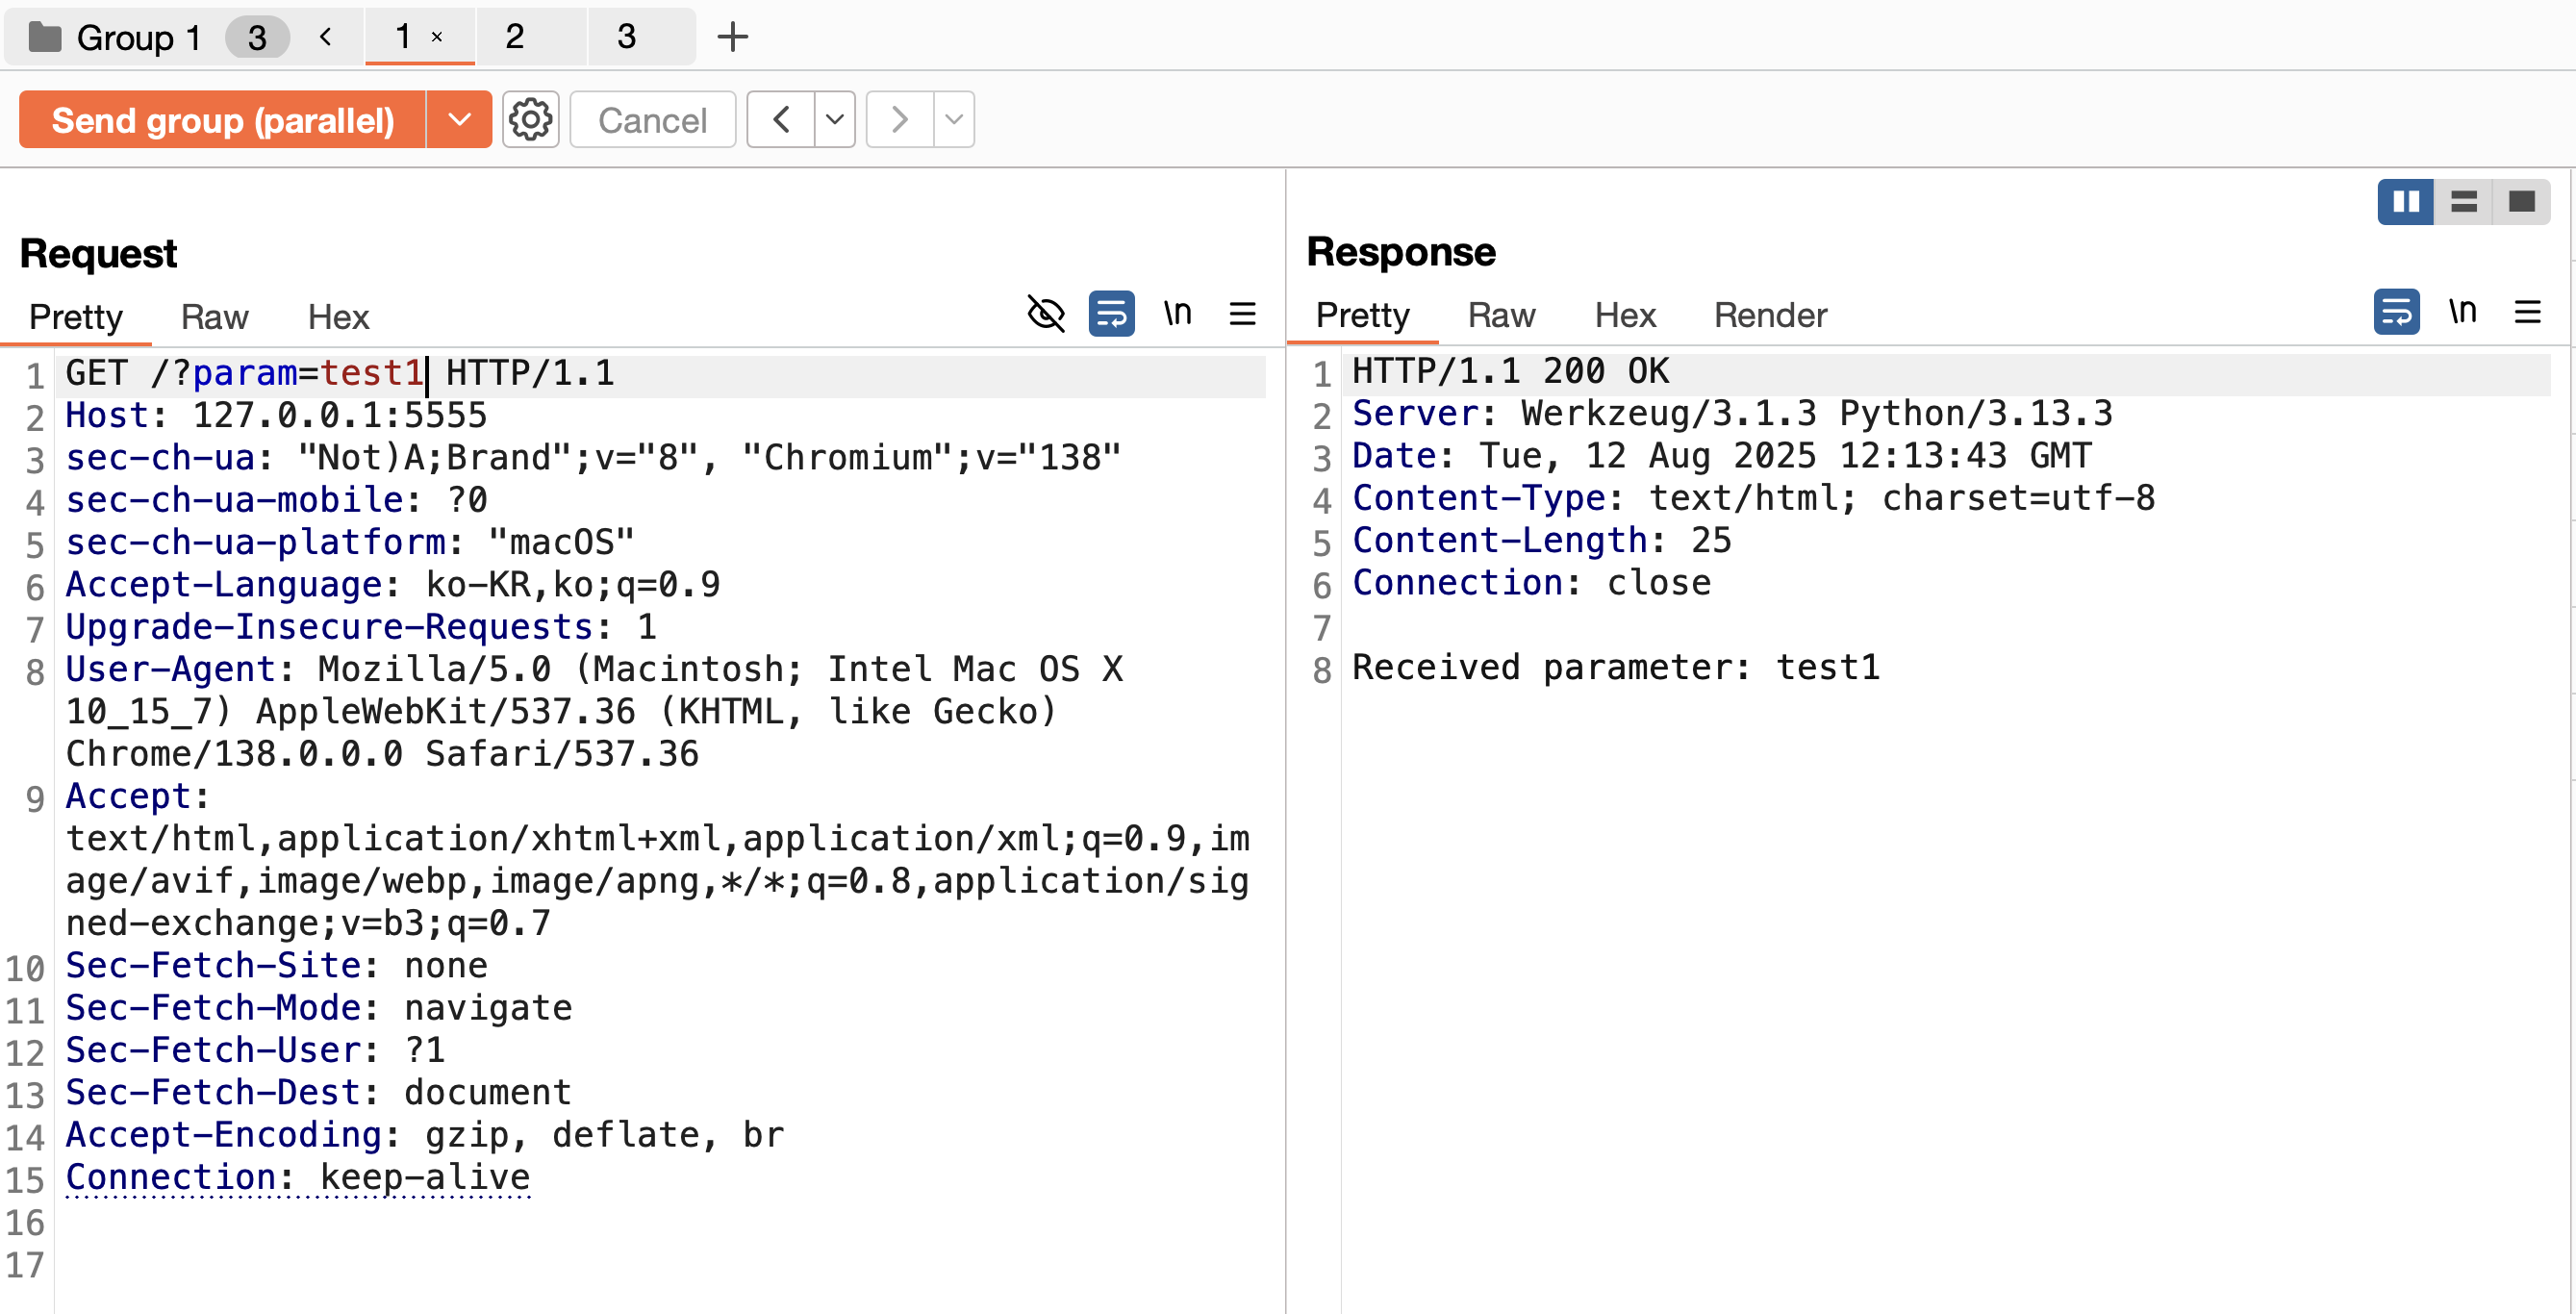 Group 1 3 < 1 × 2 3 +
Send group (parallel) Cancel < >
Request
Pretty Raw Hex \n
1 GET /?param=test1 HTTP/1.1
2 Host: 127.0.0.1:5555
3 sec-ch-ua: "Not)A;Brand";v="8", "Chromium";v="138"
4 sec-ch-ua-mobile: ?0
5 sec-ch-ua-platform: "macOS"
6 Accept-Language: ko-KR,ko;q=0.9
7 Upgrade-Insecure-Requests: 1
8 User-Agent: Mozilla/5.0 (Macintosh; Intel Mac OS X
10_15_7) AppleWebKit/537.36 (KHTML, like Gecko)
Chrome/138.0.0.0 Safari/537.36
9 Accept:
text/html,application/xhtml+xml,application/xml;q=0.9,im
age/avif,image/webp,image/apng,*/*;q=0.8,application/sig
ned-exchange;v=b3;q=0.7
10 Sec-Fetch-Site: none
11 Sec-Fetch-Mode: navigate
12 Sec-Fetch-User: ?1
13 Sec-Fetch-Dest: document
14 Accept-Encoding: gzip, deflate, br
15 Connection: keep-alive
16
17
Response
Pretty Raw Hex Render \n
1 HTTP/1.1 200 OK
2 Server: Werkzeug/3.1.3 Python/3.13.3
3 Date: Tue, 12 Aug 2025 12:13:43 GMT
4 Content-Type: text/html; charset=utf-8
5 Content-Length: 25
6 Connection: close
7
8 Received parameter: test1